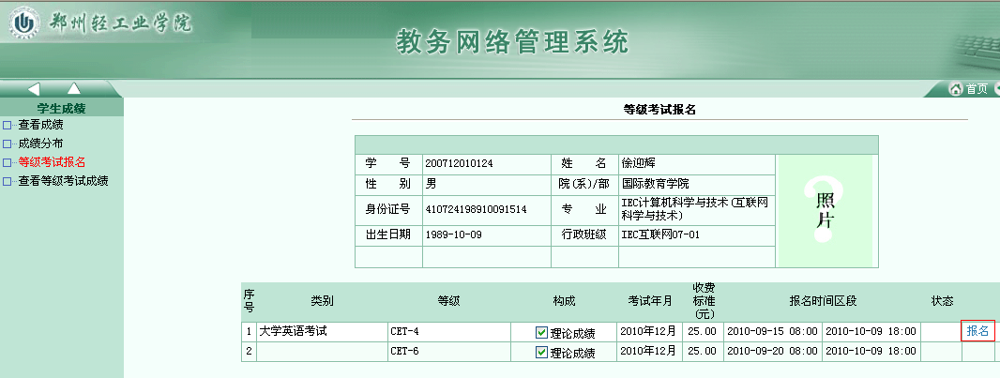 郑州轻工业学院
教务网络管理系统
首页
学生成绩
查看成绩
成绩分布
等级考试报名
查看等级考试成绩
等级考试报名
学 号 200712010124 姓 名 徐迎辉
性 别 男 院(系)/部 国际教育学院
身份证号 410724198910091514 专 业 IEC计算机科学与技术(互联网
科学与技术)
出生日期 1989-10-09 行政班级 IEC互联网07-01
照
片
序
号 类别 等级 构成 考试年月 收费
标准
(元) 报名时间区段 状态
1 大学英语考试 CET-4 理论成绩 2010年12月 25.00 2010-09-15 08:00 2010-10-09 18:00 报名
2 CET-6 理论成绩 2010年12月 25.00 2010-09-20 08:00 2010-10-09 18:00